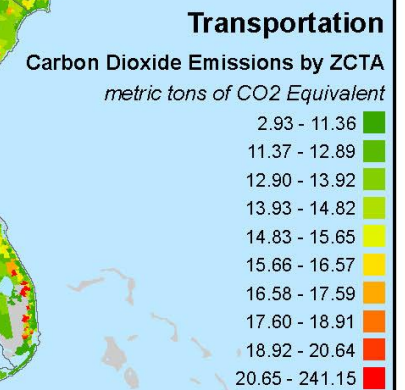 Transportation
Carbon Dioxide Emissions by ZCTA
metric tons of CO2 Equivalent
2.93 - 11.36
11.37 - 12.89
12.90 - 13.92
13.93 - 14.82
14.83 - 15.65
15.66 - 16.57
16.58 - 17.59
17.60 - 18.91
18.92 - 20.64
20.65 - 241.15